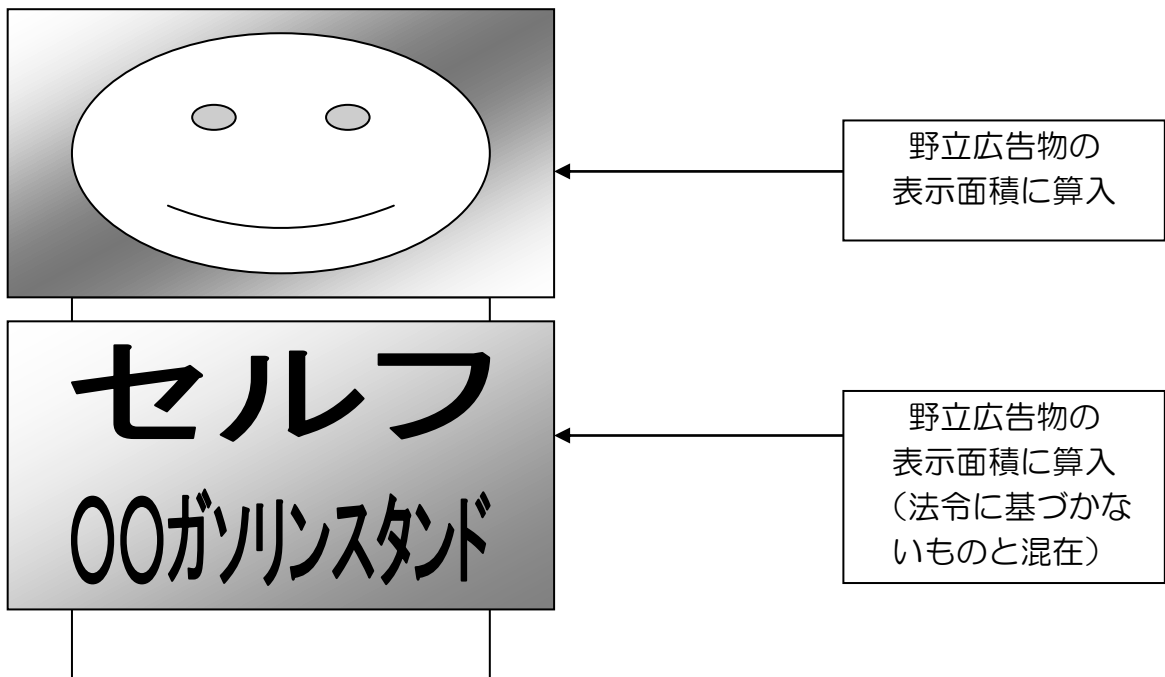 野立広告物の
表示面積に算入
セルフ
〇〇ガソリンスタンド
野立広告物の
表示面積に算入
(法令に基づかな
いものと混在)